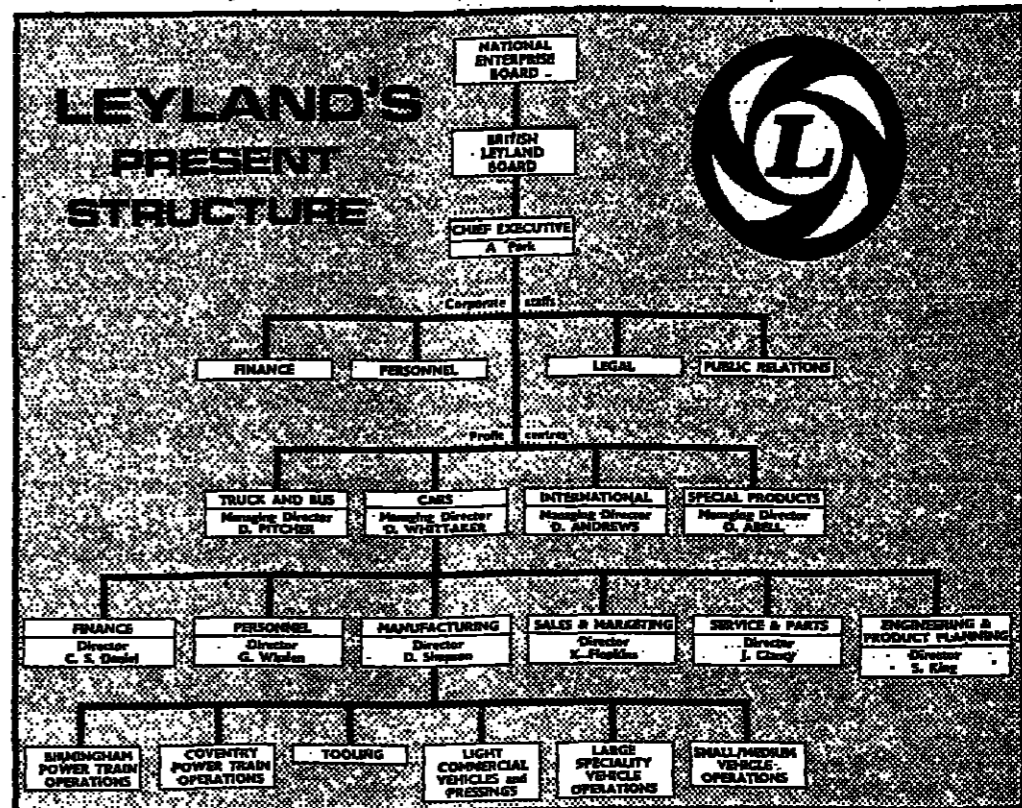 LEYLAND'S
PRESENT
STRUCTURE
NATIONAL
ENTERPRISE
BOARD
BRITISH
LEYLAND
BOARD
L
CHIEF EXECUTIVE
A Park
Corporate staffs
FINANCE
PERSONNEL
LEGAL
PUBLIC RELATIONS
Profit centres
TRUCK AND BUS
Managing Director
D. PITCHER
CARS
Managing Director
D. WHITTAKER
INTERNATIONAL
Managing Director
D. ANDREWS
SPECIAL PRODUCTS
Managing Director
D. ABELL
FINANCE
Director
C. S. Daniel
PERSONNEL
Director
G. Whalen
MANUFACTURING
Director
D. Simpson
SALES & MARKETING
Director
K. Hopkins
SERVICE & PARTS
Director
J. Clancy
ENGINEERING &
PRODUCT PLANNING
Director
S. King
BIRMINGHAM
POWER TRAIN
OPERATIONS
COVENTRY
POWER TRAIN
OPERATIONS
TOOLING
LIGHT
COMMERCIAL
VEHICLES and
PRESSINGS
LARGE
SPECIALITY
VEHICLE
OPERATIONS
SMALL/MEDIUM
VEHICLE
OPERATIONS